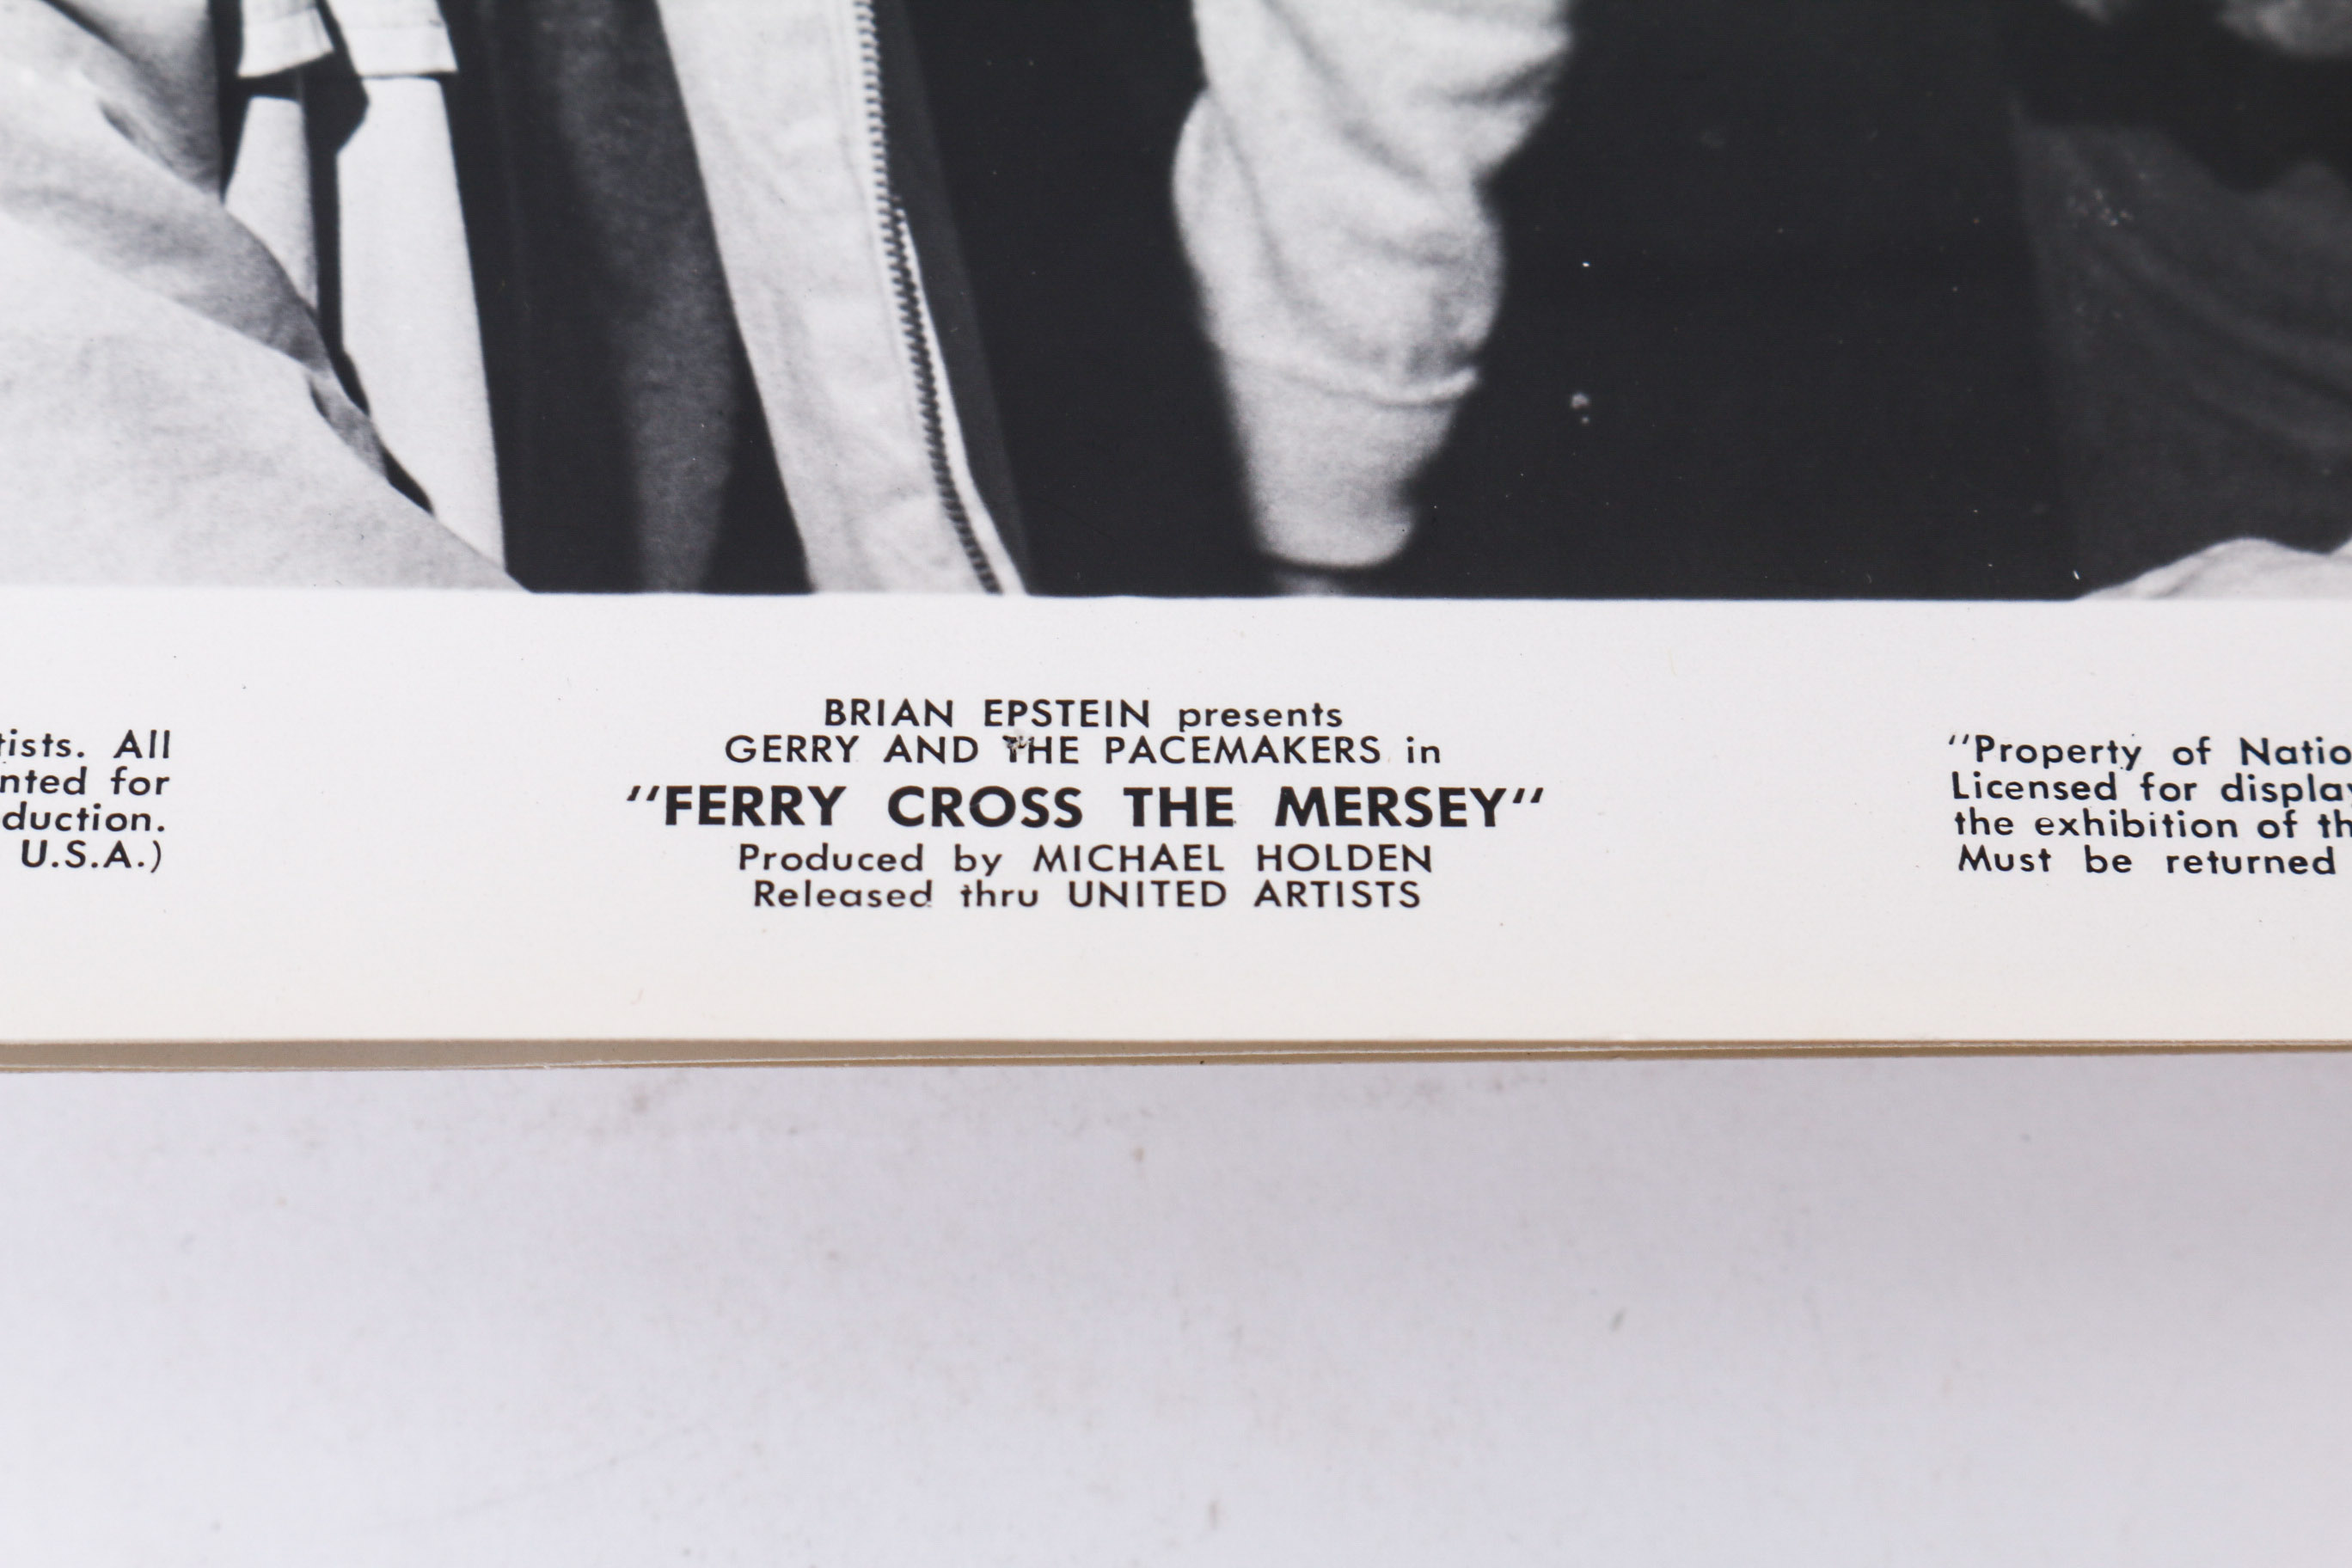 tists. All
nted for
duction.
U.S.A.)
BRIAN EPSTEIN presents
GERRY AND THE PACEMAKERS in
"FERRY CROSS THE MERSEY"
Produced by MICHAEL HOLDEN
Released thru UNITED ARTISTS
"Property of Natio
Licensed for display
the exhibition of th
Must be returned